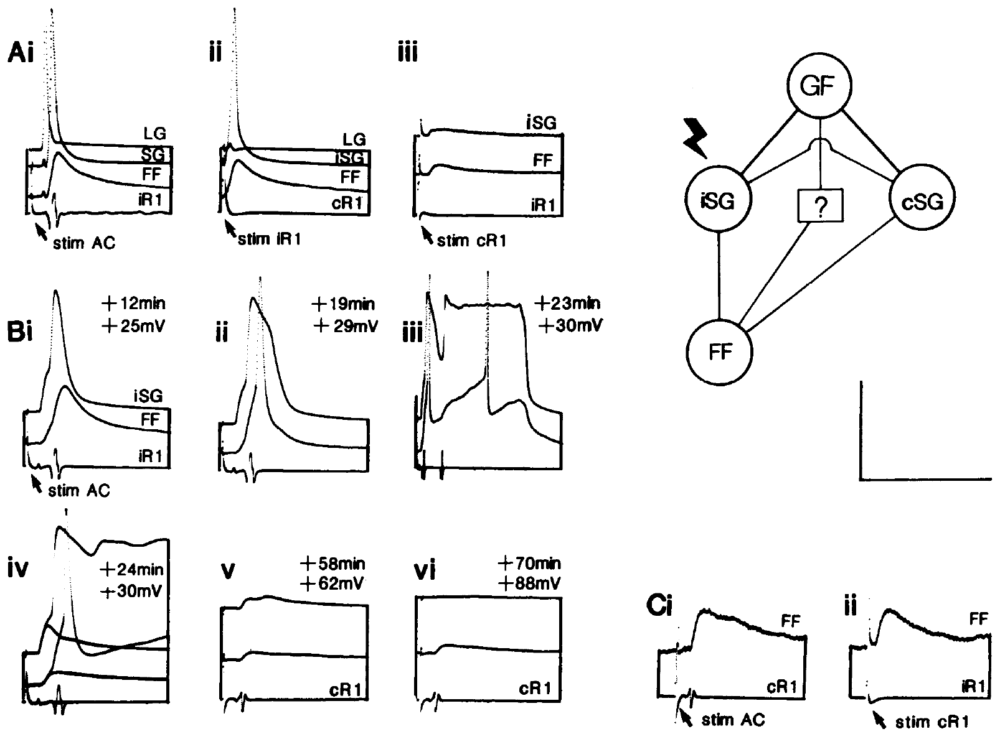 Ai
LG
SG
FF
iR1
stim AC
ii
LG
iSG
FF
cR1
stim iR1
iii
iSG
FF
iR1
stim cR1
GF
iSG
?
cSG
FF
Bi
+12min
+25mV
iSG
FF
iR1
stim AC
ii
+19min
+29mV
iii
+23min
+30mV
iv
+24min
+30mV
v
+58min
+62mV
cR1
vi
+70min
+88mV
cR1
Ci
FF
cR1
stim AC
ii
FF
iR1
stim cR1